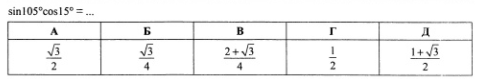 sin105°cos15° = ...
А Б В Г Д
√3/2 √3/4 2+√3/4 1/2 1+√3/2